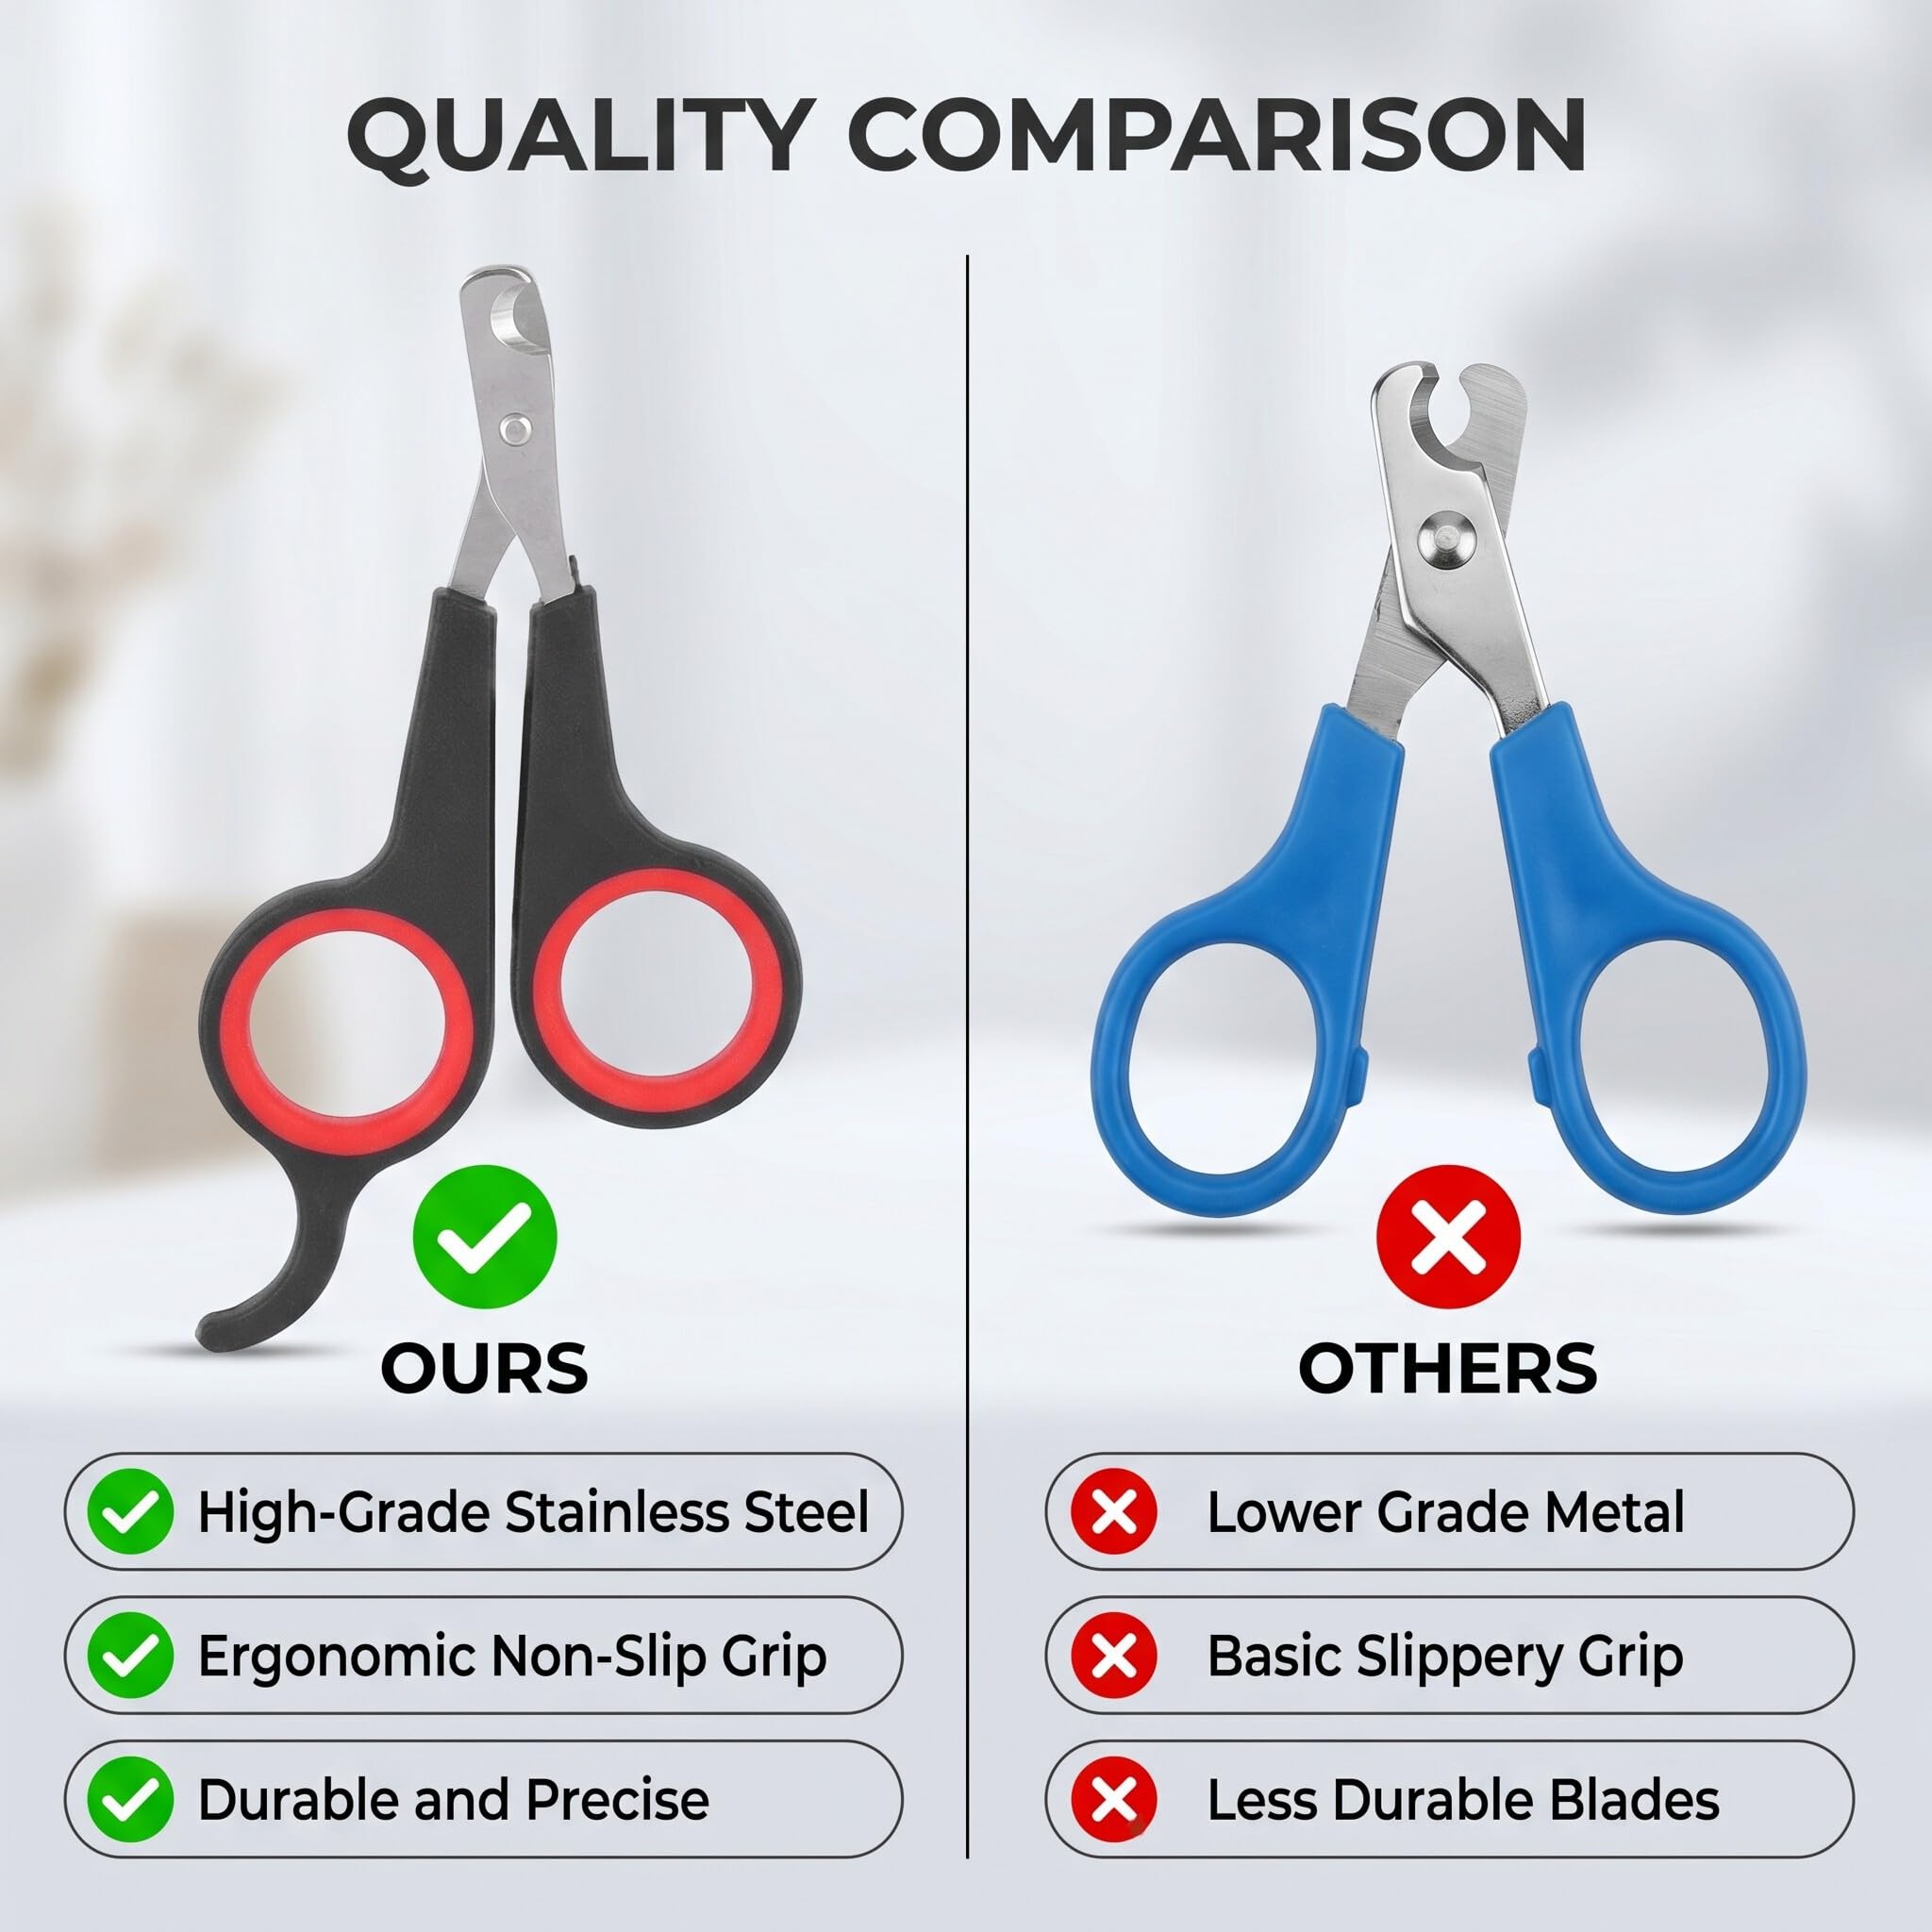 QUALITY COMPARISON
OURS
High-Grade Stainless Steel
Ergonomic Non-Slip Grip
Durable and Precise
OTHERS
Lower Grade Metal
Basic Slippery Grip
Less Durable Blades